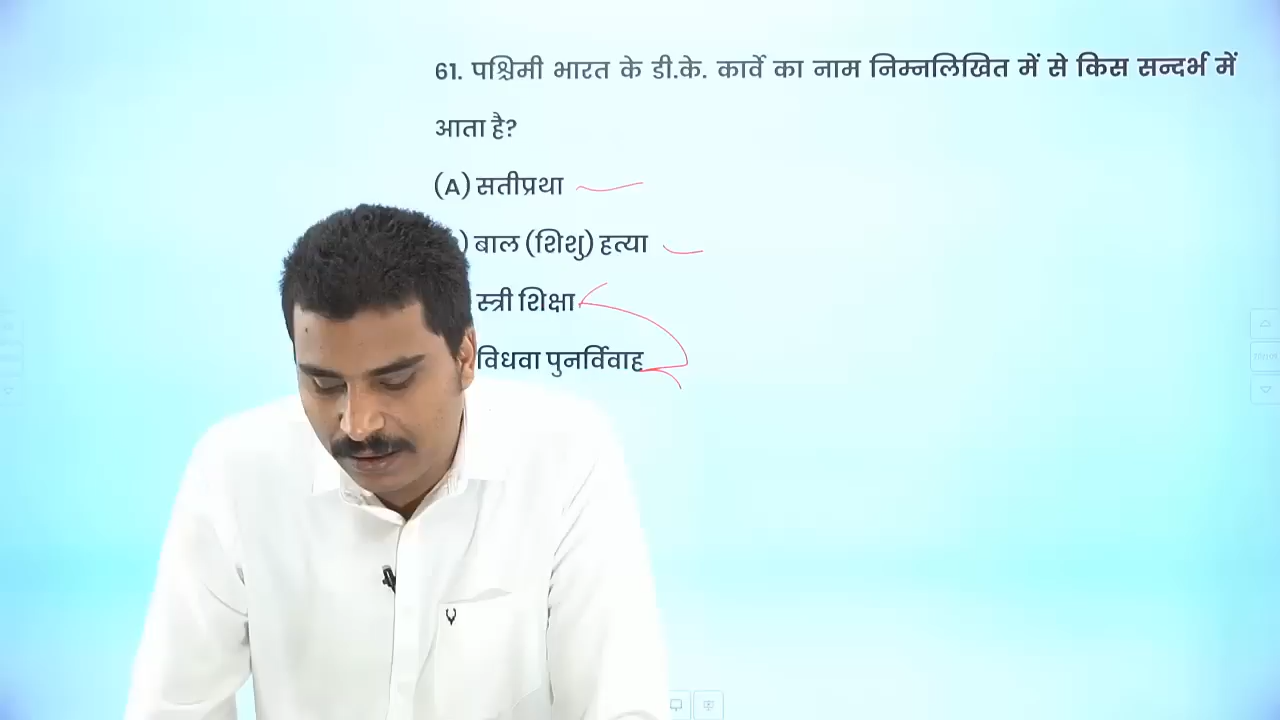 61. पश्चिमी भारत के डी.के. कार्वे का नाम निम्नलिखित में से किस सन्दर्भ में
आता है?
(A) सतीप्रथा
) बाल (शिशु) हत्या
स्त्री शिक्षा
विधवा पुनर्विवाह